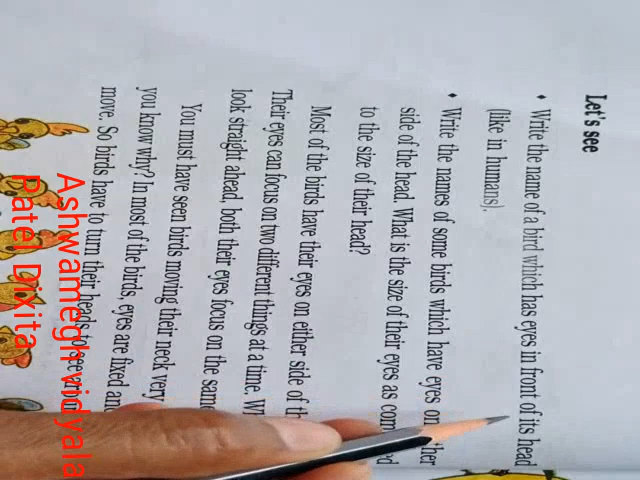 Let's see
• Write the name of a bird which has eyes in front of its head
(like in humans).
• Write the names of some birds which have eyes on
side of the head. What is the size of their eyes as
to the size of their head?
Most of the birds have their eyes on either side of
Their eyes can focus on two different things at a time.
look straight ahead, both their eyes focus on the same
You must have seen birds moving their neck very
you know why? In most of the birds, eyes are fixed and
move. So birds have to turn their heads to see
Ashwamegh vidyala
Patel Dixita